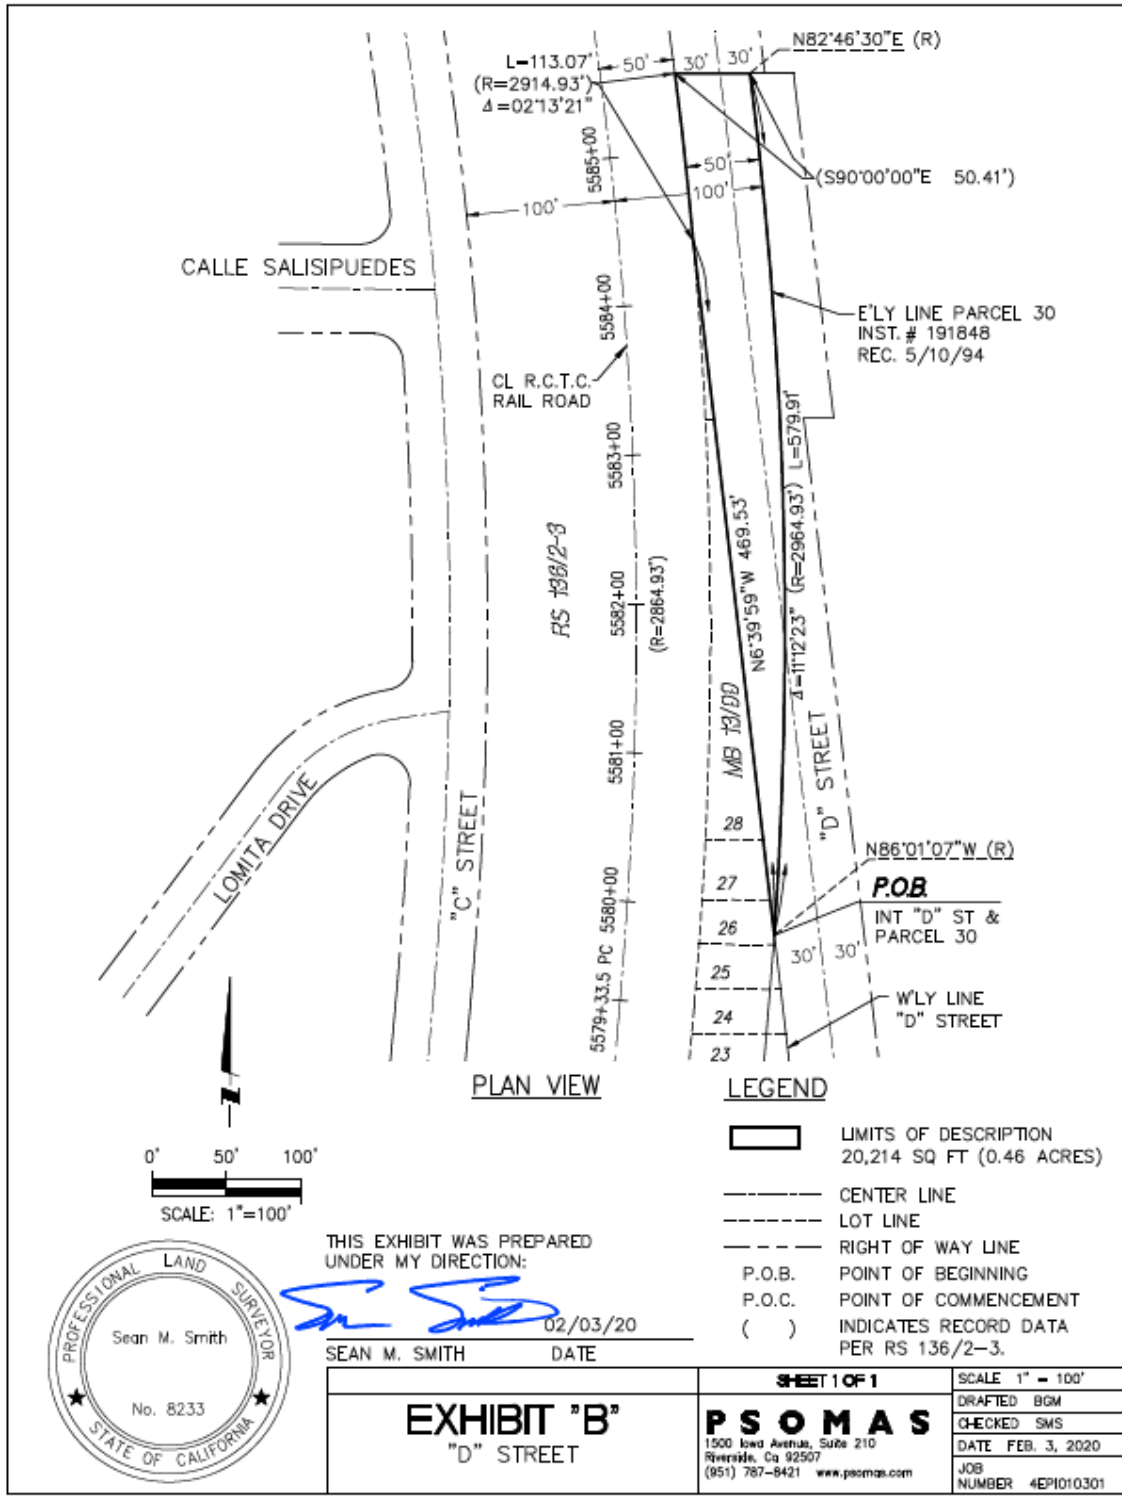 N82°46'30"E (R)
L=113.07'
(R=2914.93')
Δ=02°13'21"
50'
30'
30'
5585+00
50'
(S90°00'00"E 50.41')
100'
100'
CALLE SALISIPUEDES
5584+00
E'LY LINE PARCEL 30
INST.# 191848
REC. 5/10/94
CL R.C.T.C.
RAIL ROAD
5583+00
N6°39'59"W 469.53'
Δ=11°12'23" (R=2964.93') L=579.91'
RS 136/2-3
5582+00
(R=2864.93')
MB 13/00
"D" STREET
5581+00
LOMITA DRIVE
"C" STREET
28
N86°01'07"W (R)
27
P.O.B.
5580+00
26
INT "D" ST &
PARCEL 30
30'
30'
25
5579+33.5 PC
W'LY LINE
"D" STREET
24
23
PLAN VIEW
LEGEND
LIMITS OF DESCRIPTION
20,214 SQ FT (0.46 ACRES)
CENTER LINE
LOT LINE
RIGHT OF WAY LINE
P.O.B. POINT OF BEGINNING
P.O.C. POINT OF COMMENCEMENT
( ) INDICATES RECORD DATA
PER RS 136/2-3.
N
0' 50' 100'
SCALE: 1"=100'
PROFESSIONAL LAND SURVEYOR
Sean M. Smith
No. 8233
STATE OF CALIFORNIA
THIS EXHIBIT WAS PREPARED
UNDER MY DIRECTION:
02/03/20
SEAN M. SMITH DATE
EXHIBIT "B"
"D" STREET
SHEET 1 OF 1
PSOMAS
1500 Iowa Avenue, Suite 210
Riverside, Ca 92507
(951) 787-8421 www.psomas.com
SCALE 1" = 100'
DRAFTED BGM
CHECKED SMS
DATE FEB. 3, 2020
JOB
NUMBER 4EPI010301